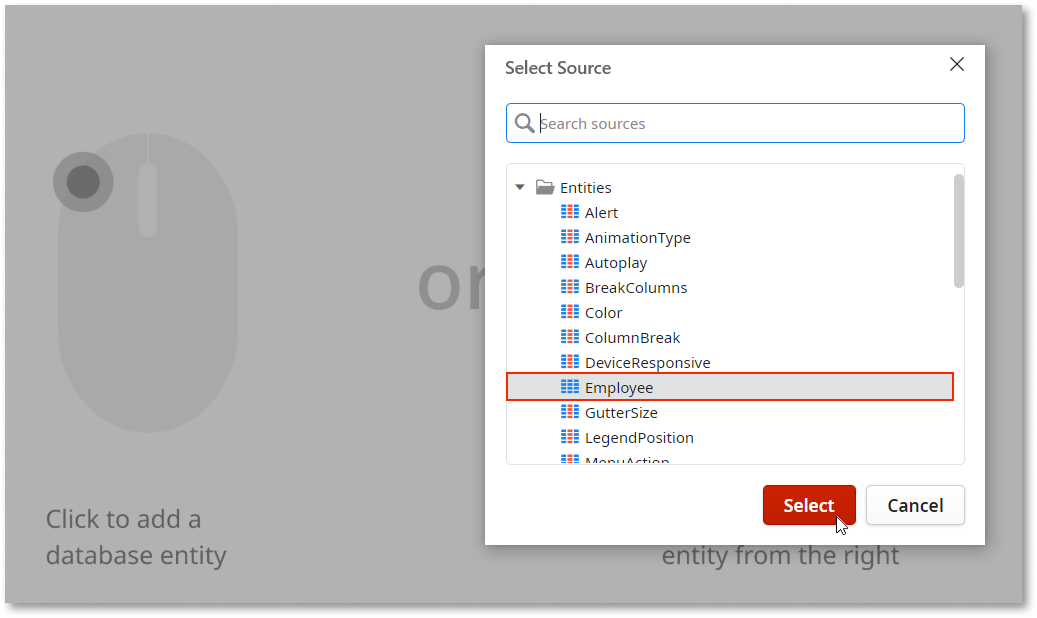 Select Source
Search sources
Entities
Alert
AnimationType
Autoplay
BreakColumns
Color
ColumnBreak
DeviceResponsive
Employee
GutterSize
LegendPosition
MenuAction
Select
Cancel
or
Click to add a
database entity
entity from the right